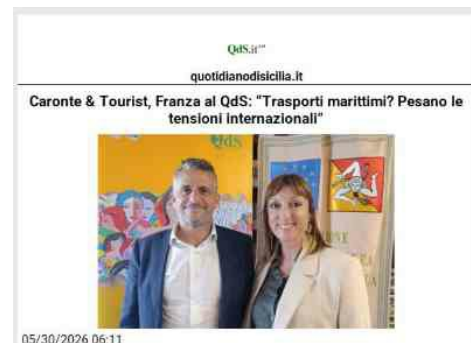 QdS.it
quotidianodisicilia.it
Caronte & Tourist, Franza al QdS: “Trasporti marittimi? Pesano le
tensioni internazionali”
QdS
05/30/2026 06:11